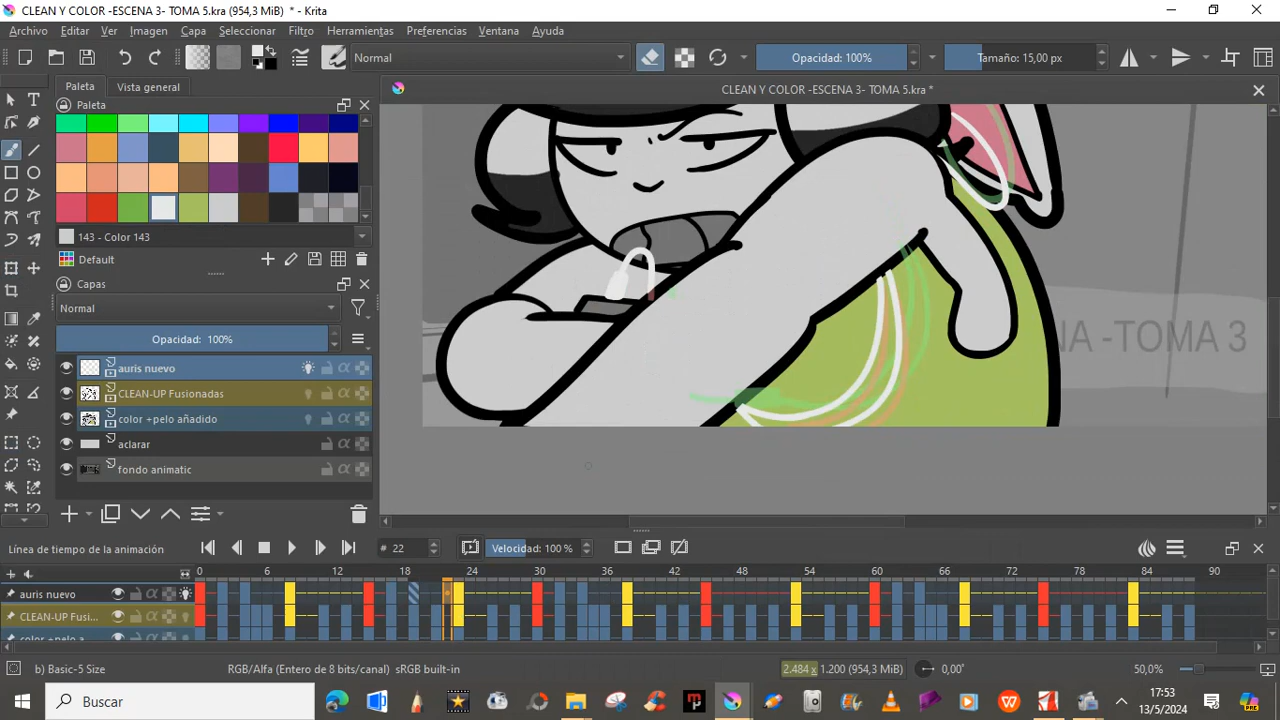 CLEAN Y COLOR -ESCENA 3- TOMA 5.kra (954,3 MiB) * - Krita
Archivo Editar Ver Imagen Capa Seleccionar Filtro Herramientas Preferencias Ventana Ayuda
Normal Opacidad: 100% Tamaño: 15,00 px
Paleta Vista general CLEAN Y COLOR -ESCENA 3- TOMA 5.kra *
Paleta
143 - Color 143
Default
Capas
Normal
Opacidad: 100%
NA -TOMA 3
auris nuevo
CLEAN-UP Fusionadas
color +pelo añadido
aclarar
fondo animatic
Línea de tiempo de la animación # 22 Velocidad: 100 %
0 6 12 18 24 30 36 42 48 54 60 66 72 78 84 90
auris nuevo
CLEAN-UP Fusi...
color +pelo a...
b) Basic-5 Size RGB/Alfa (Entero de 8 bits/canal) sRGB built-in 2.484 x 1.200 (954,3 MiB) 0,00° 50,0%
Buscar
17:53
13/5/2024